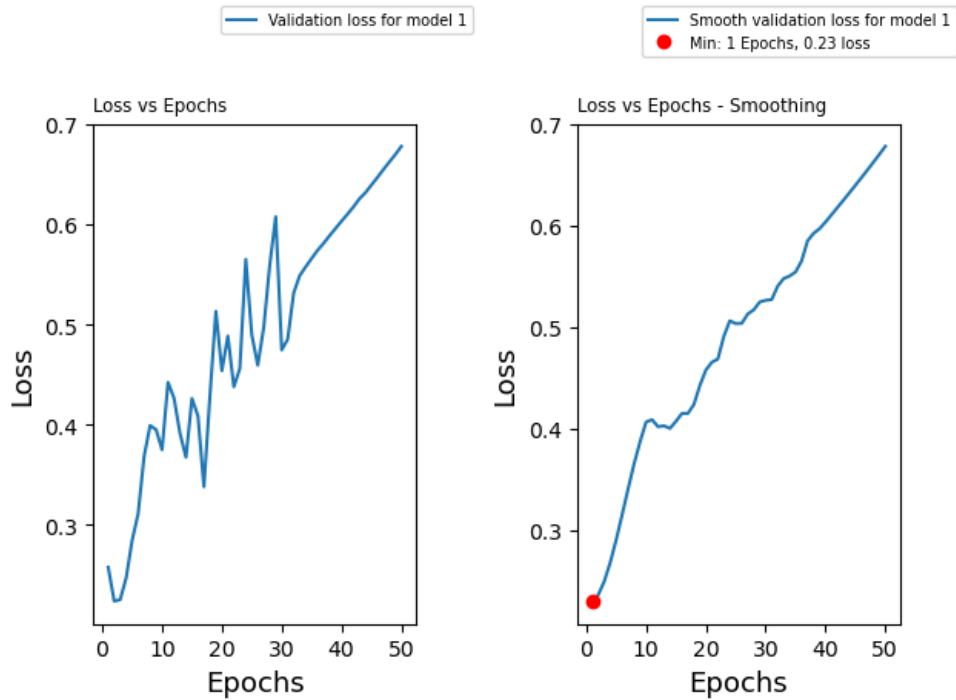 Validation loss for model 1
Smooth validation loss for model 1
Min: 1 Epochs, 0.23 loss
Loss vs Epochs
0.7
0.6
0.5
0.4
0.3
Loss
0 10 20 30 40 50
Epochs
Loss vs Epochs - Smoothing
0.7
0.6
0.5
0.4
0.3
Loss
0 10 20 30 40 50
Epochs